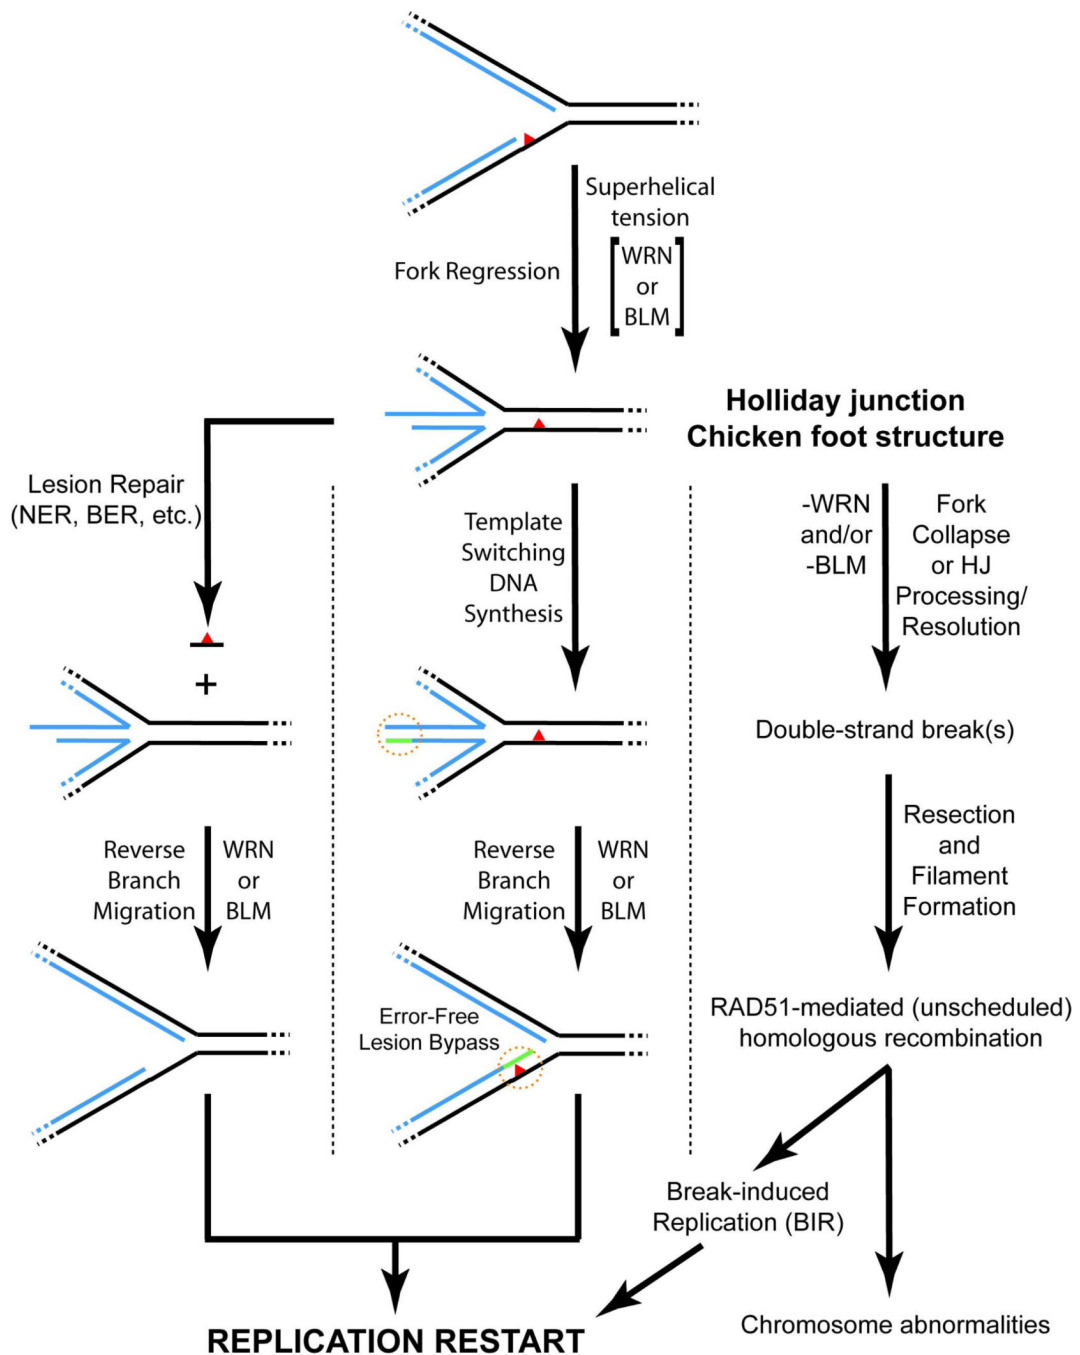 Superhelical
tension
Fork Regression
WRN
or
BLM
Holliday junction
Chicken foot structure
Lesion Repair
(NER, BER, etc.)
Template
Switching
DNA
Synthesis
-WRN
and/or
-BLM
Fork
Collapse
or HJ
Processing/
Resolution
+
Double-strand break(s)
Reverse
Branch
Migration
WRN
or
BLM
Reverse
Branch
Migration
WRN
or
BLM
Resection
and
Filament
Formation
Error-Free
Lesion Bypass
RAD51-mediated (unscheduled)
homologous recombination
Break-induced
Replication (BIR)
REPLICATION RESTART
Chromosome abnormalities